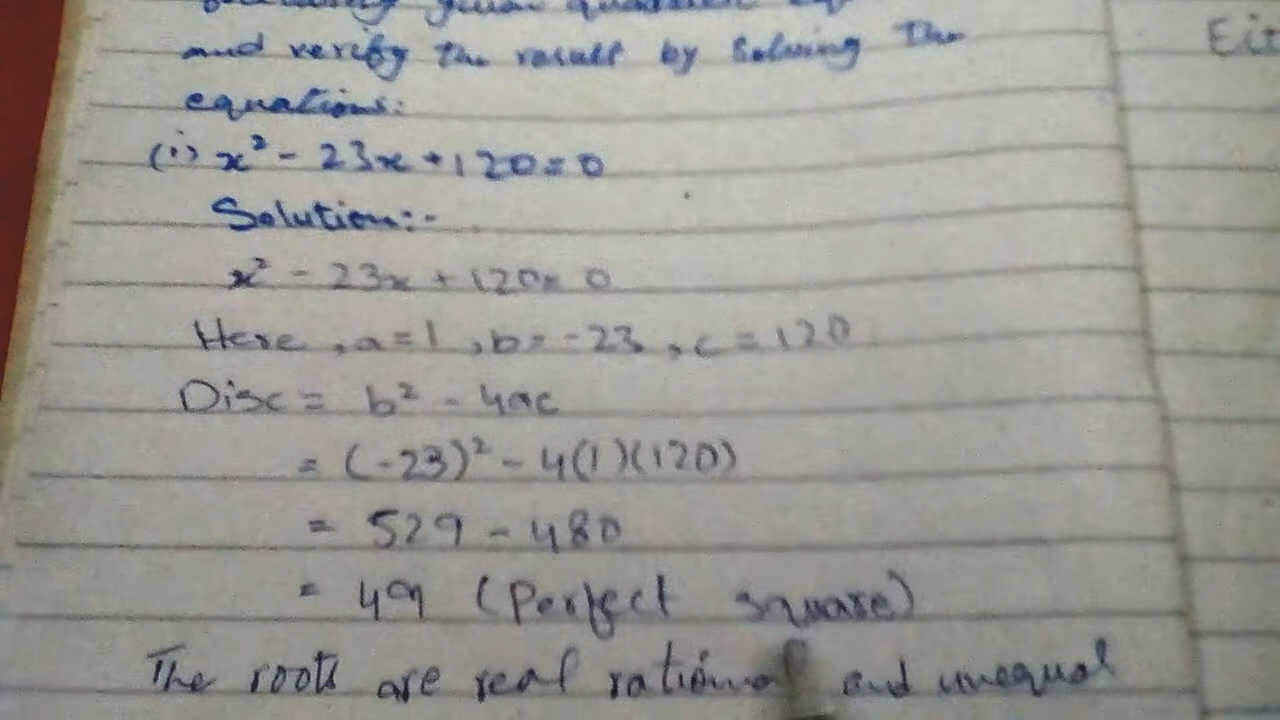 and verify the result by Solving the
equations:
(i) x² - 23x + 120 = 0
Solution:-
x² - 23x + 120 = 0
Here, a=1, b= -23, c = 120
Disc = b² - 4ac
= (-23)² - 4(1)(120)
= 529 - 480
= 49 (Perfect square)
The roots are real rational and unequal